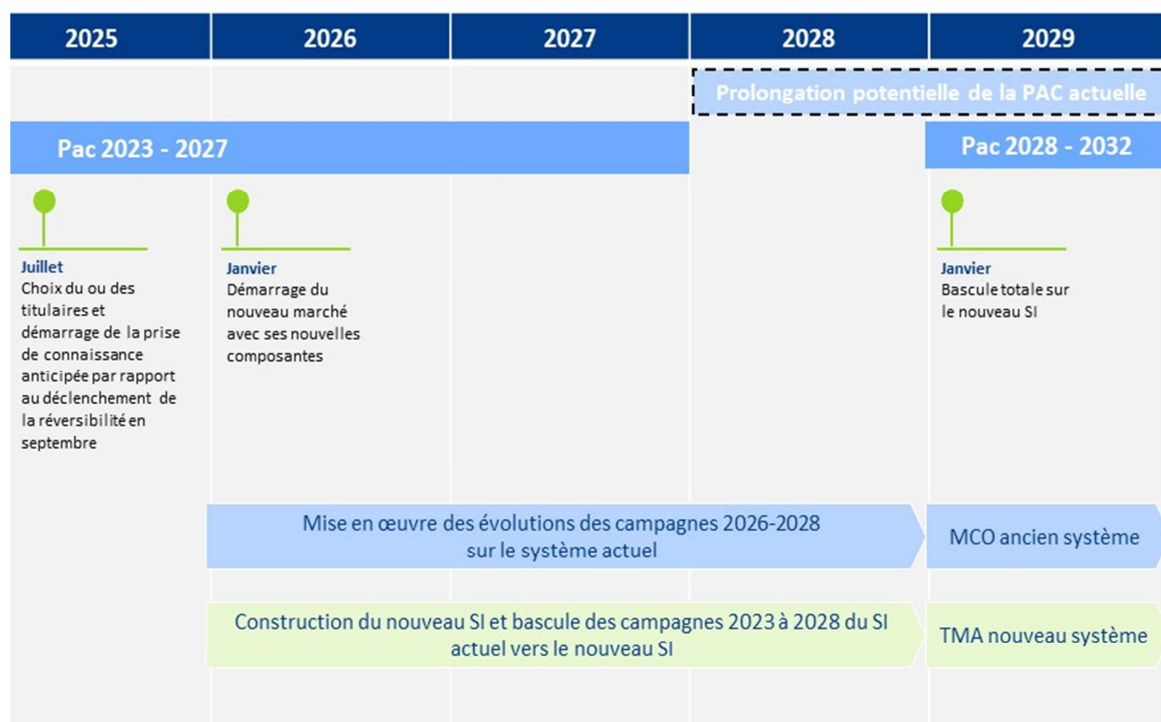 2025
2026
2027
2028
2029
Prolongation potentielle de la PAC actuelle
Pac 2023 - 2027
Pac 2028 - 2032
Juillet
Choix du ou des
titulaires et
démarrage de la prise
de connaissance
anticipée par rapport
au déclenchement de
la réversibilité en
septembre
Janvier
Démarrage du
nouveau marché
avec ses nouvelles
composantes
Janvier
Bascule totale sur
le nouveau SI
Mise en œuvre des évolutions des campagnes 2026-2028
sur le système actuel
MCO ancien système
Construction du nouveau SI et bascule des campagnes 2023 à 2028 du SI
actuel vers le nouveau SI
TMA nouveau système